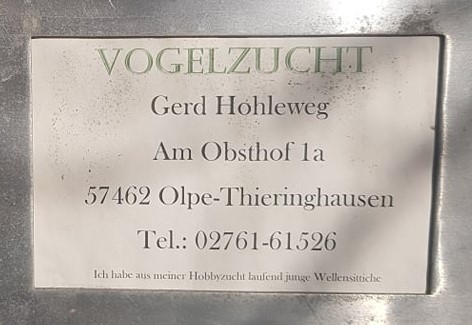 VOGELZUCHT
Gerd Hohleweg
Am Obsthof 1a
57462 Olpe-Thieringhausen
Tel.: 02761-61526
Ich habe aus meiner Hobbyzucht laufend junge Wellensittiche